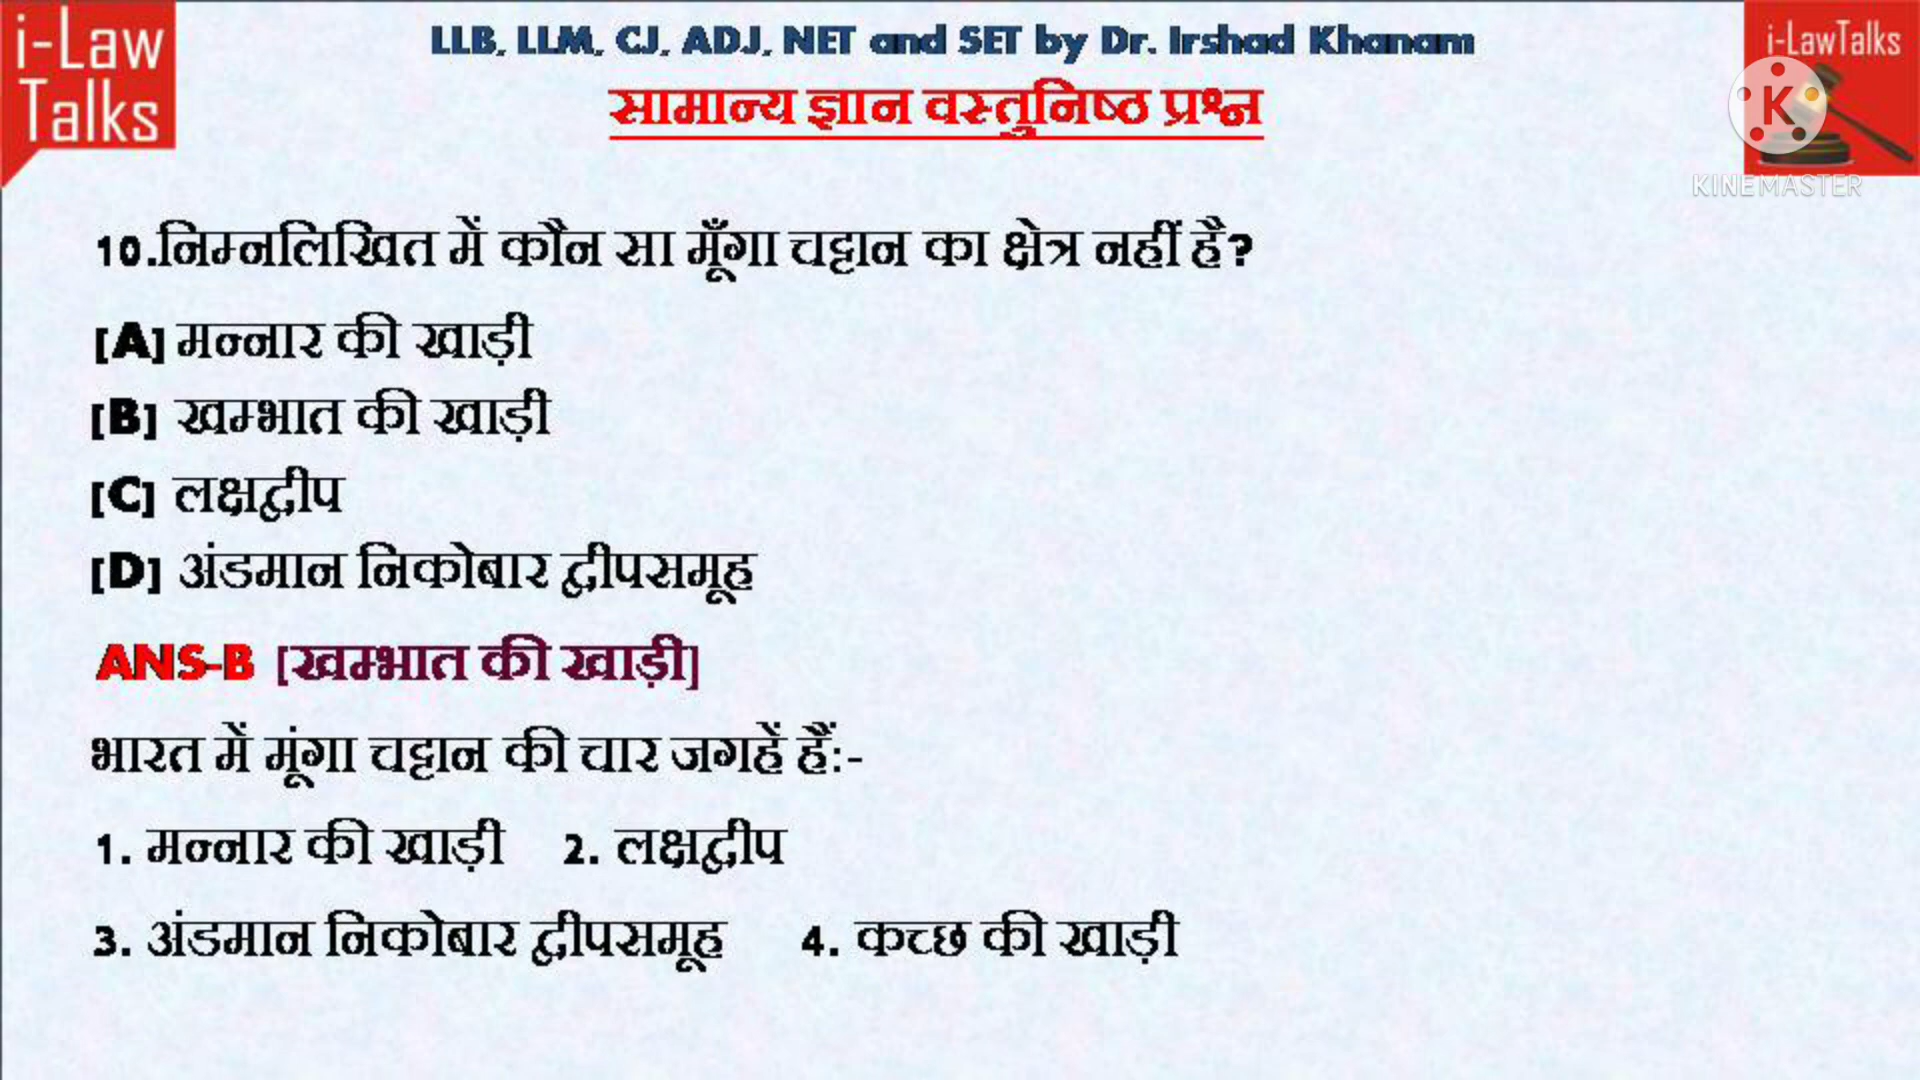 i-Law
Talks
LLB, LLM, CJ, ADJ, NET and SET by Dr. Irshad Khanam
i-LawTalks
K
KINEMASTER
सामान्य ज्ञान वस्तुनिष्ठ प्रश्न
10.निम्नलिखित में कौन सा मूँगा चट्टान का क्षेत्र नहीं है?
[A] मन्नार की खाड़ी
[B] खम्भात की खाड़ी
[C] लक्षद्वीप
[D] अंडमान निकोबार द्वीपसमूह
ANS-B [खम्भात की खाड़ी]
भारत में मूंगा चट्टान की चार जगहें हैं:-
1. मन्नार की खाड़ी 2. लक्षद्वीप
3. अंडमान निकोबार द्वीपसमूह 4. कच्छ की खाड़ी